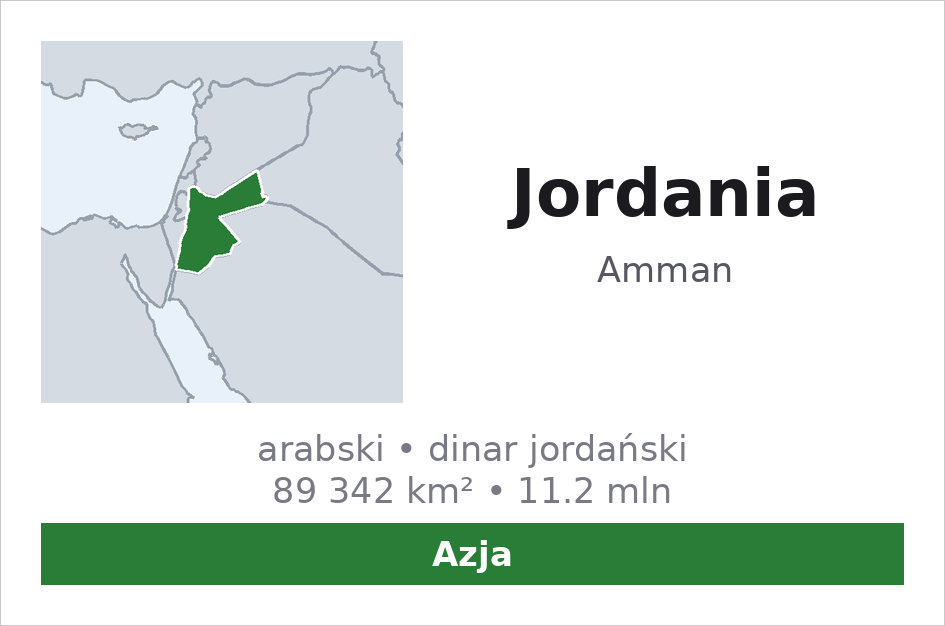 Jordania
Amman
arabski • dinar jordański
89 342 km² • 11.2 mln
Azja